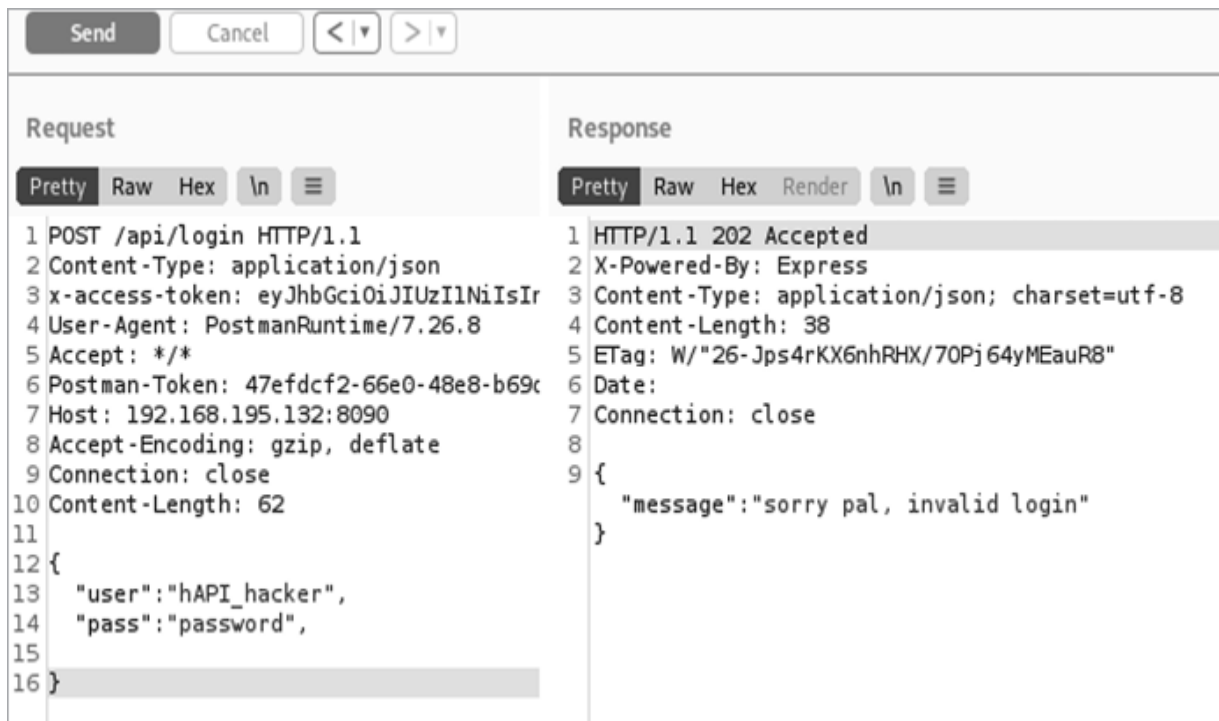 Send Cancel < ▼ > ▼
Request
Pretty Raw Hex \n ≡
1 POST /api/login HTTP/1.1
2 Content-Type: application/json
3 x-access-token: eyJhbGciOiJIUzI1NiIsIr
4 User-Agent: PostmanRuntime/7.26.8
5 Accept: */*
6 Postman-Token: 47efdcf2-66e0-48e8-b69c
7 Host: 192.168.195.132:8090
8 Accept-Encoding: gzip, deflate
9 Connection: close
10 Content-Length: 62
11
12 {
13 "user":"hAPI_hacker",
14 "pass":"password",
15
16 }
Response
Pretty Raw Hex Render \n ≡
1 HTTP/1.1 202 Accepted
2 X-Powered-By: Express
3 Content-Type: application/json; charset=utf-8
4 Content-Length: 38
5 ETag: W/"26-Jps4rKX6nhRHX/7OPj64yMEauR8"
6 Date:
7 Connection: close
8
9 {
"message":"sorry pal, invalid login"
}